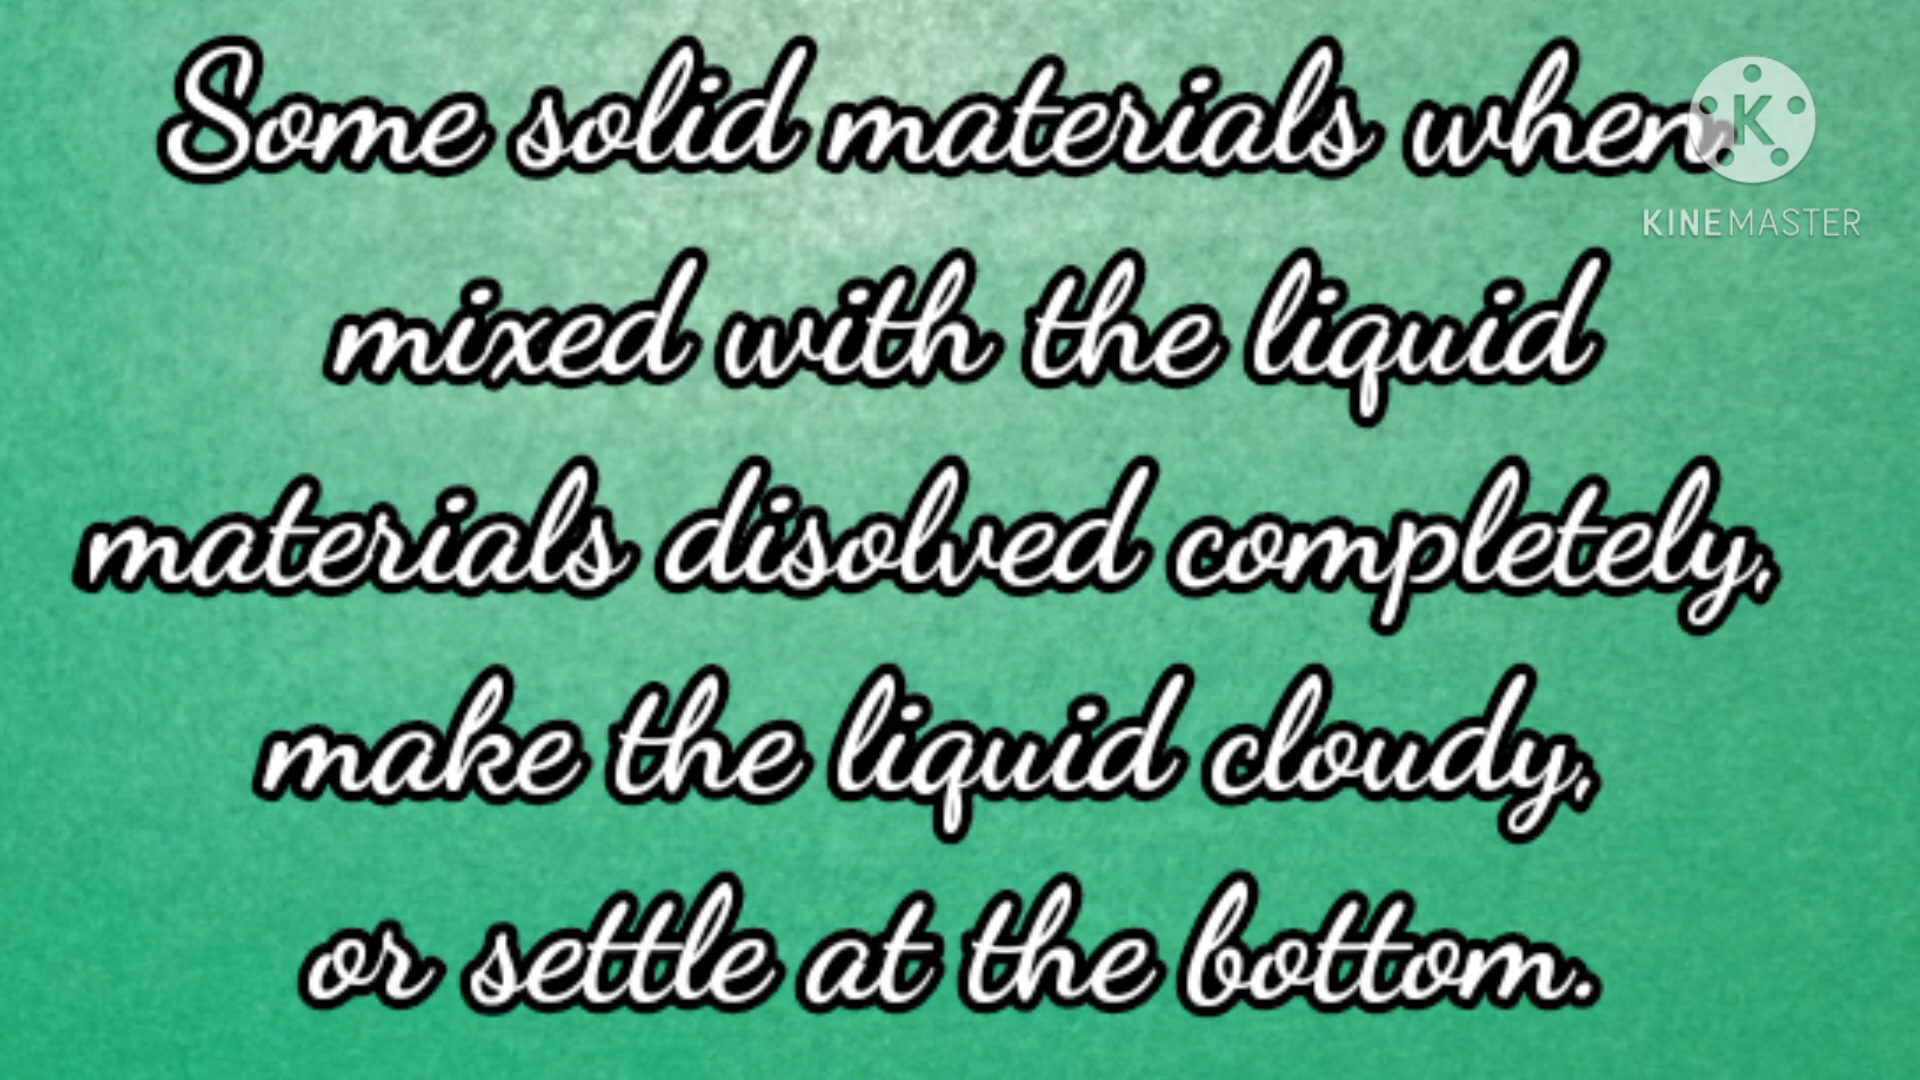 Some solid materials when
KINEMASTER
mixed with the liquid
materials disolved completely,
make the liquid cloudy,
or settle at the bottom.